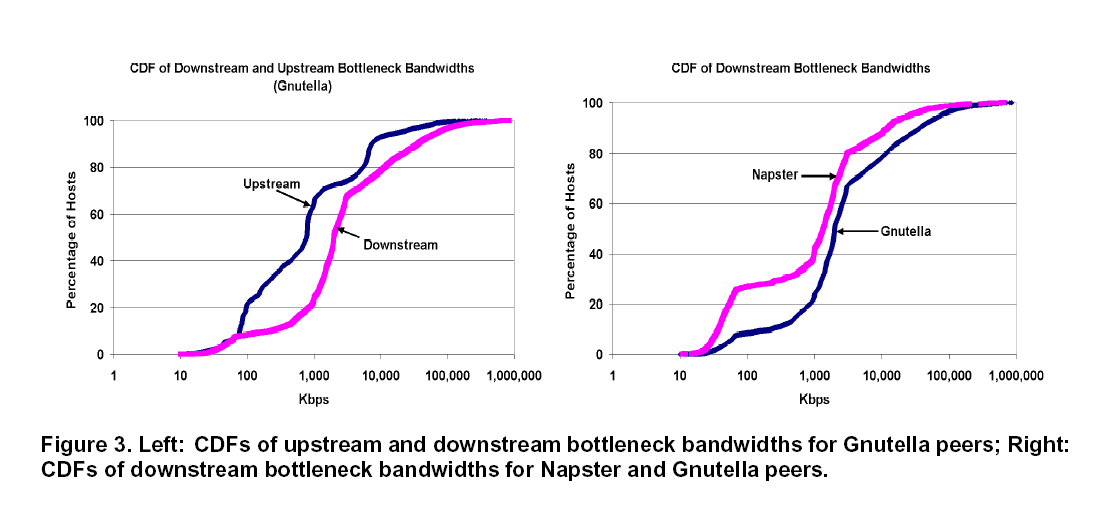 CDF of Downstream and Upstream Bottleneck Bandwidths
(Gnutella)
Percentage of Hosts
100
80
60
40
20
0
Upstream
Downstream
1
10
100
1,000
10,000
100,000
1,000,000
Kbps
CDF of Downstream Bottleneck Bandwidths
Percentage of Hosts
100
80
60
40
20
0
Napster
Gnutella
1
10
100
1,000
10,000
100,000
1,000,000
Kbps
Figure 3. Left: CDFs of upstream and downstream bottleneck bandwidths for Gnutella peers; Right:
CDFs of downstream bottleneck bandwidths for Napster and Gnutella peers.